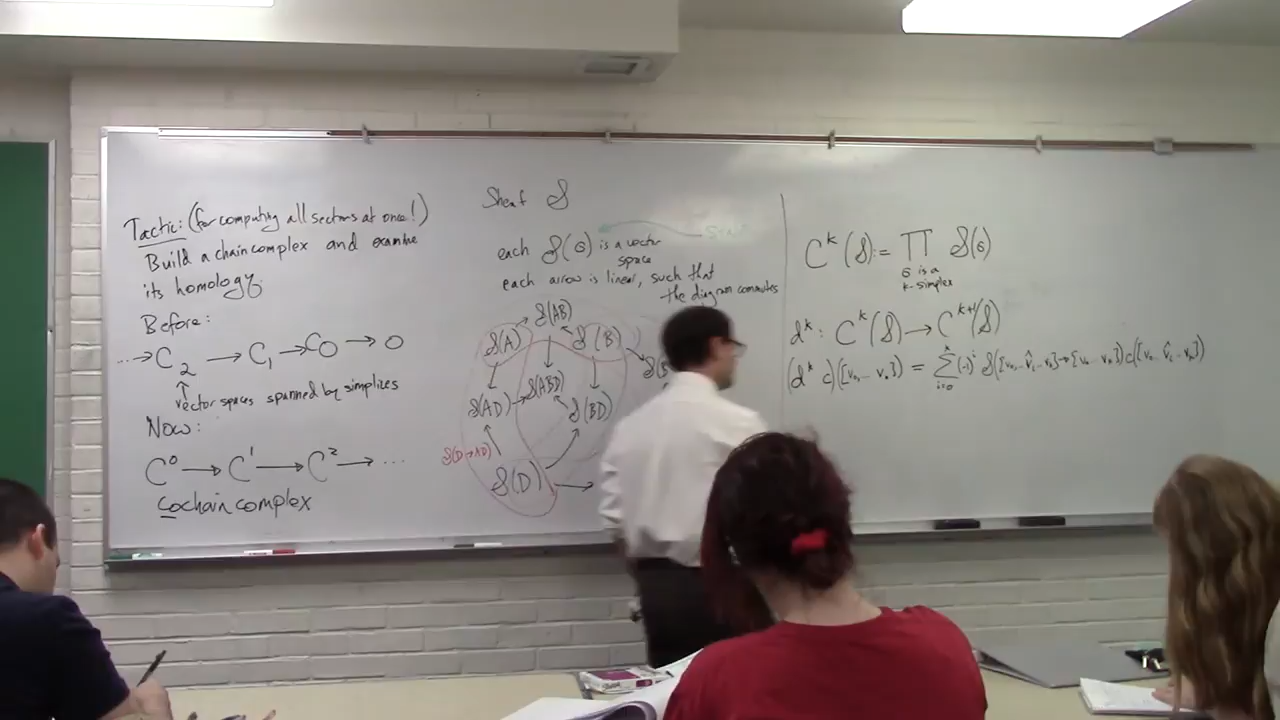 Tactic: (for computing all sectors at once!)
Build a chain complex and examine
its homology
Before:
... → C₂ → C₁ → C₀ → 0
↑
vector spaces spanned by simplices
Now:
C⁰ → C¹ → C² → ...
cochain complex
Sheaf 𝒮
each 𝒮(σ) is a vector
space
each arrow is linear, such that
the diagram commutes
𝒮(AB)
𝒮(A) 𝒮(B)
𝒮(ABD)
𝒮(AD) 𝒮(BD)
𝒮(D→AD)
𝒮(D)
Cᵏ(𝒮) := ∏ 𝒮(σ)
σ is a
k-simplex
dᵏ: Cᵏ(𝒮) → Cᵏ⁺¹(𝒮)